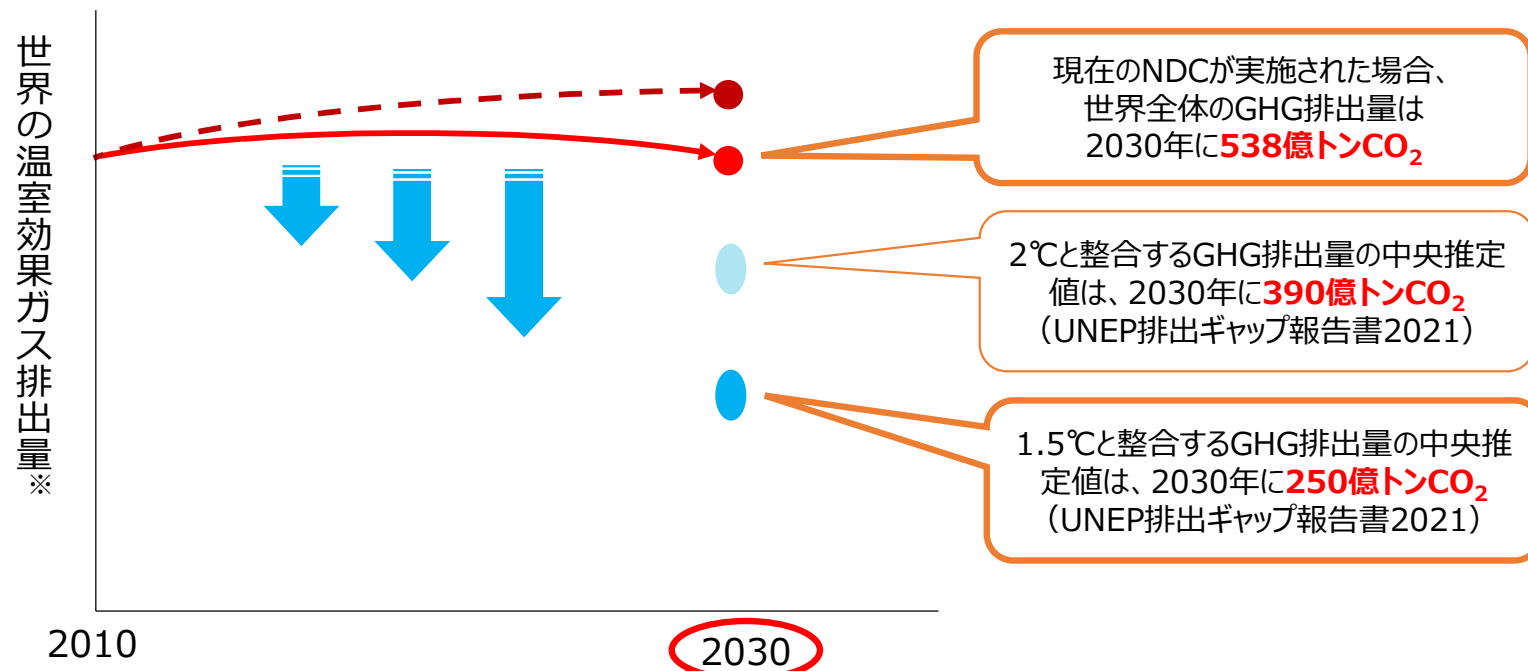 世界の温室効果ガス排出量※
現在のNDCが実施された場合、
世界全体のGHG排出量は
2030年に538億トンCO₂
2℃と整合するGHG排出量の中央推定
値は、2030年に390億トンCO₂
（UNEP排出ギャップ報告書2021）
1.5℃と整合するGHG排出量の中央推
定値は、2030年に250億トンCO₂
（UNEP排出ギャップ報告書2021）
2010
2030